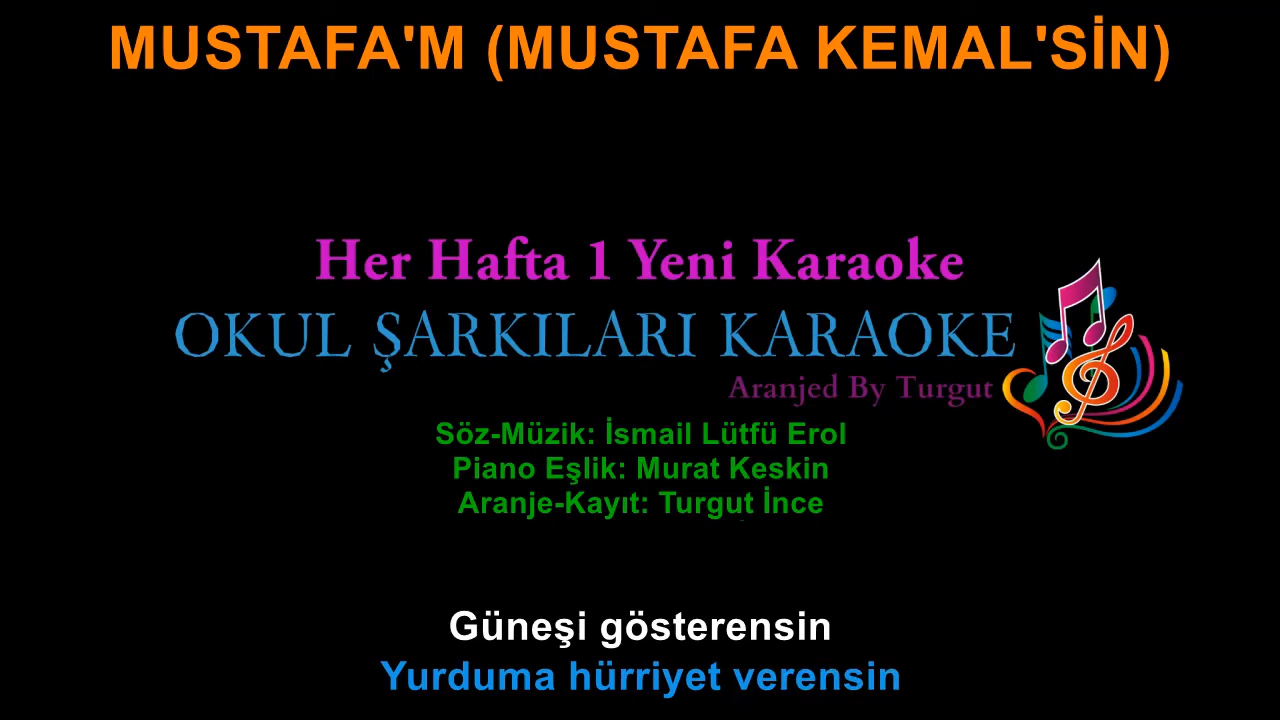 MUSTAFA'M (MUSTAFA KEMAL'SİN)
Her Hafta 1 Yeni Karaoke
OKUL ŞARKILARI KARAOKE
Aranjed By Turgut
Söz-Müzik: İsmail Lütfü Erol
Piano Eşlik: Murat Keskin
Aranje-Kayıt: Turgut İnce
Güneşi gösterensin
Yurduma hürriyet verensin